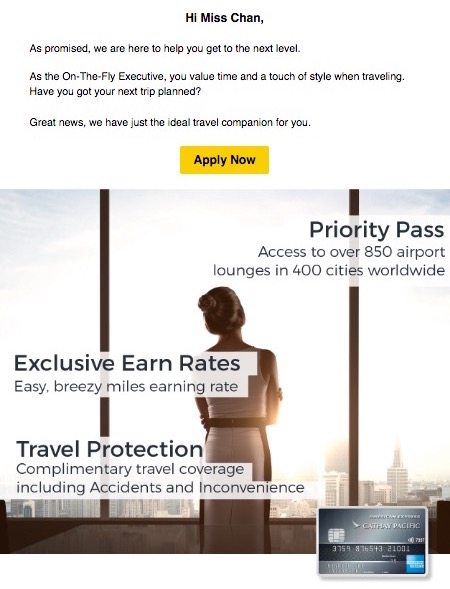 Hi Miss Chan,
As promised, we are here to help you get to the next level.
As the On-The-Fly Executive, you value time and a touch of style when traveling.
Have you got your next trip planned?
Great news, we have just the ideal travel companion for you.
Apply Now
Priority Pass
Access to over 850 airport
lounges in 400 cities worldwide
Exclusive Earn Rates
Easy, breezy miles earning rate
Travel Protection
Complimentary travel coverage
including Accidents and Inconvenience
AMERICAN EXPRESS
CATHAY PACIFIC
3759 876543 21001